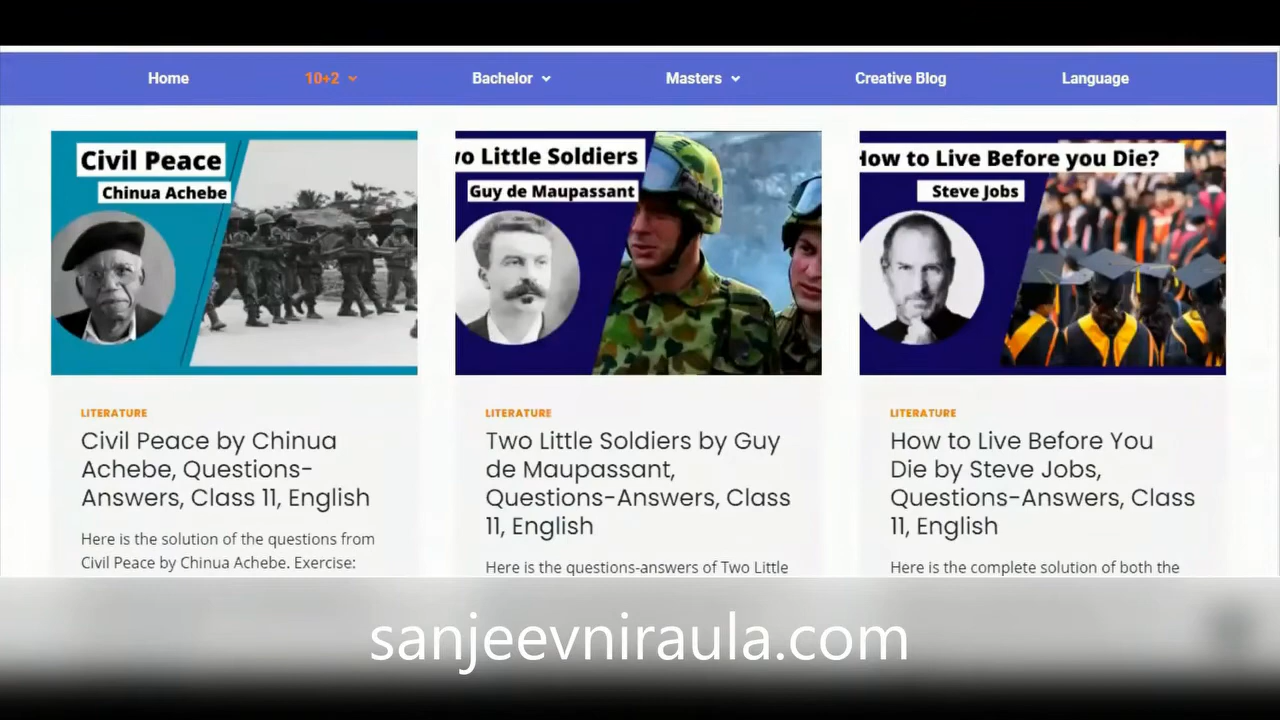 Home 10+2 Bachelor Masters Creative Blog Language
Civil Peace
Chinua Achebe
wo Little Soldiers
Guy de Maupassant
How to Live Before you Die?
Steve Jobs
LITERATURE
Civil Peace by Chinua
Achebe, Questions-
Answers, Class 11, English
Here is the solution of the questions from
Civil Peace by Chinua Achebe. Exercise:
LITERATURE
Two Little Soldiers by Guy
de Maupassant,
Questions-Answers, Class
11, English
Here is the questions-answers of Two Little
LITERATURE
How to Live Before You
Die by Steve Jobs,
Questions-Answers, Class
11, English
Here is the complete solution of both the
sanjeevniraula.com